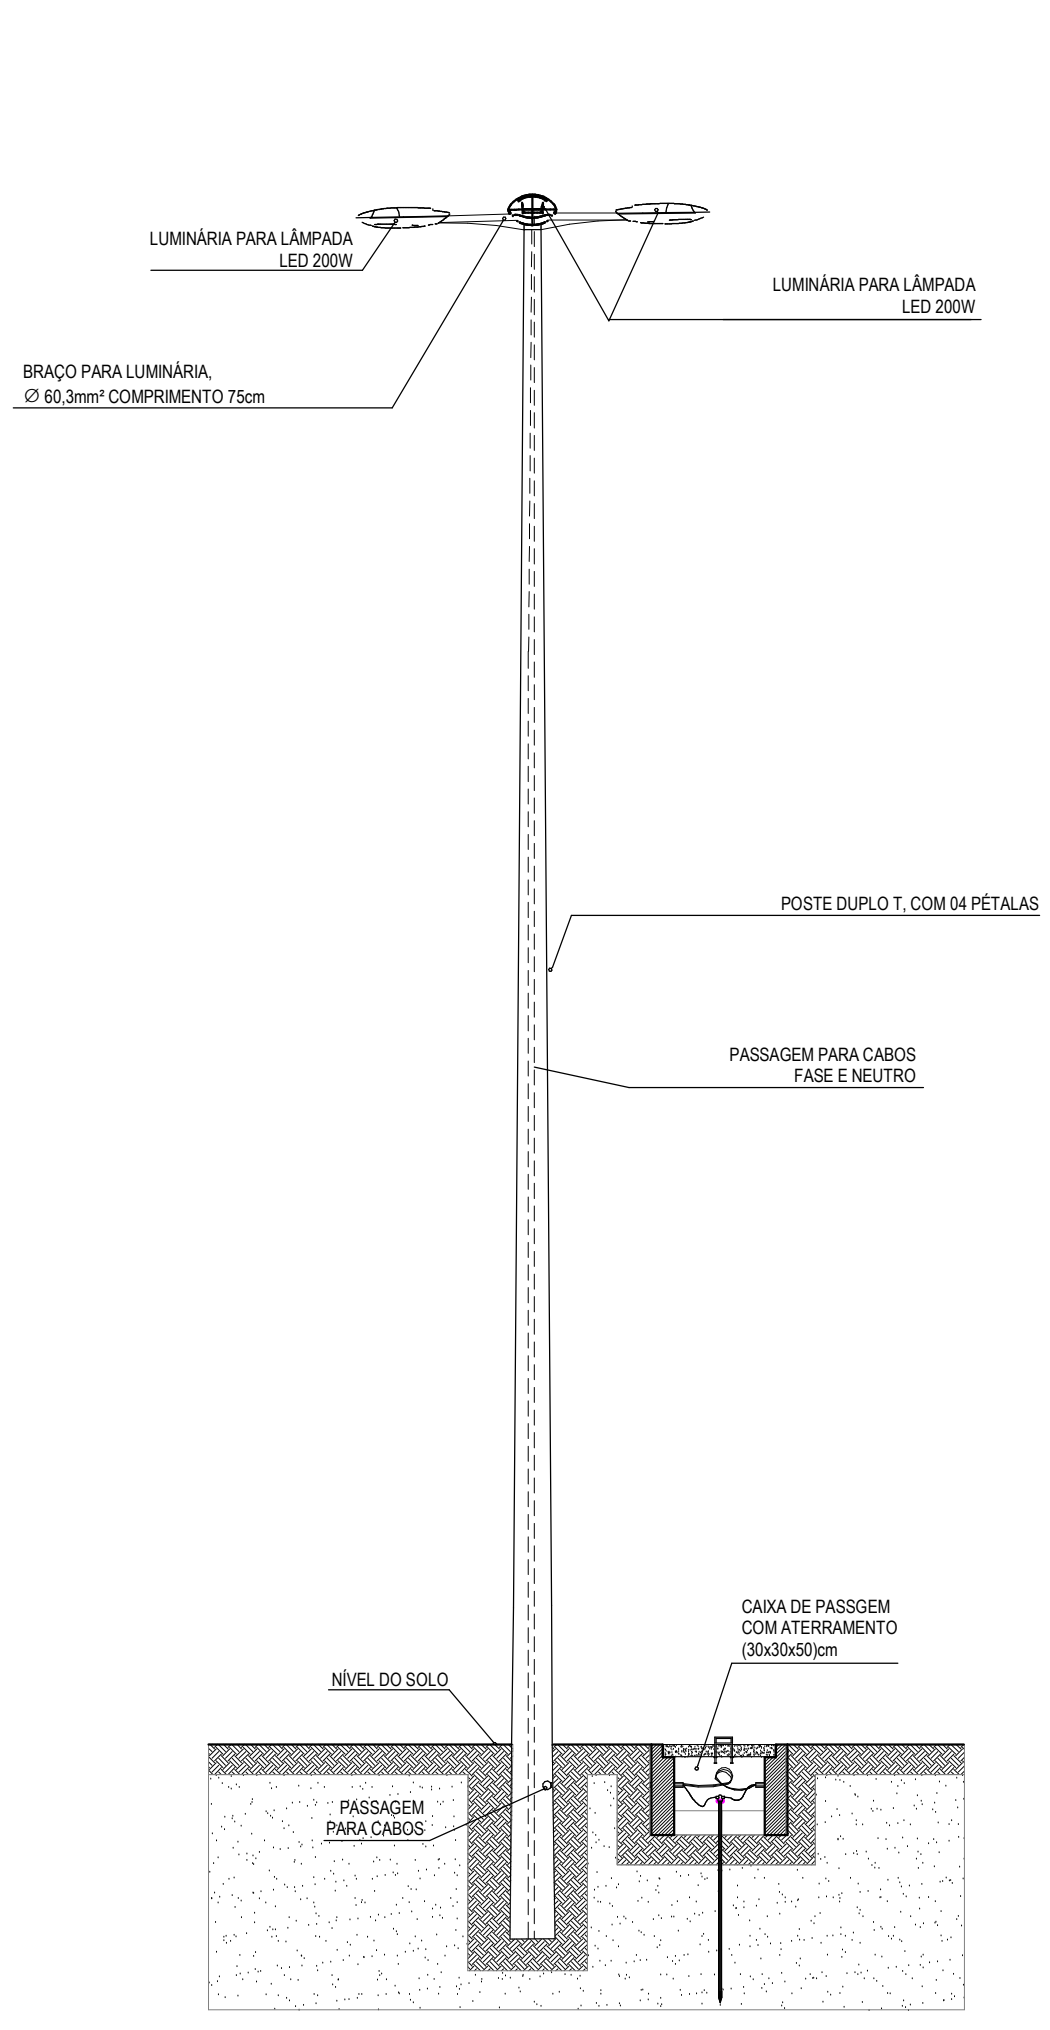 LUMINÁRIA PARA LÂMPADA
LED 200W
LUMINÁRIA PARA LÂMPADA
LED 200W
BRAÇO PARA LUMINÁRIA,
∅ 60,3mm² COMPRIMENTO 75cm
POSTE DUPLO T, COM 04 PÉTALAS
PASSAGEM PARA CABOS
FASE E NEUTRO
CAIXA DE PASSGEM
COM ATERRAMENTO
(30x30x50)cm
NÍVEL DO SOLO
PASSAGEM
PARA CABOS